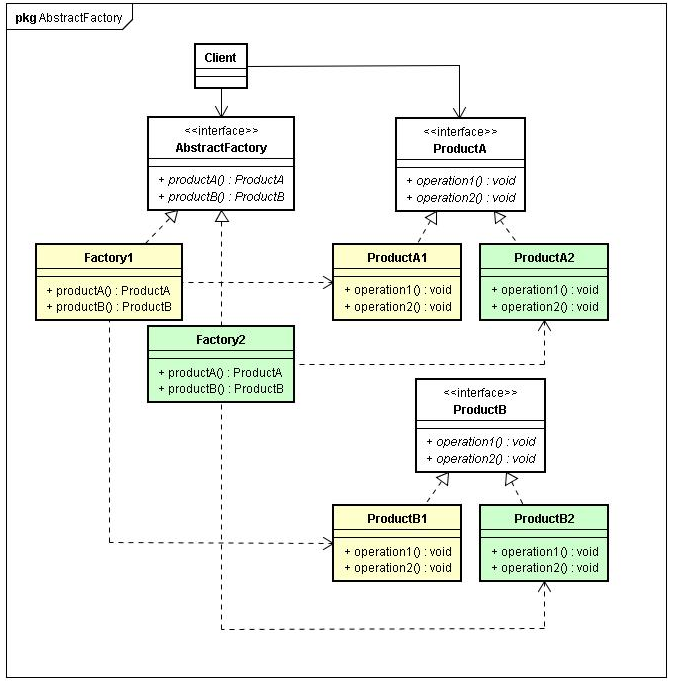 pkg AbstractFactory
Client
<<interface>>
AbstractFactory
+ productA() : ProductA
+ productB() : ProductB
<<interface>>
ProductA
+ operation1() : void
+ operation2() : void
Factory1
+ productA() : ProductA
+ productB() : ProductB
ProductA1
+ operation1() : void
+ operation2() : void
ProductA2
+ operation1() : void
+ operation2() : void
Factory2
+ productA() : ProductA
+ productB() : ProductB
<<interface>>
ProductB
+ operation1() : void
+ operation2() : void
ProductB1
+ operation1() : void
+ operation2() : void
ProductB2
+ operation1() : void
+ operation2() : void